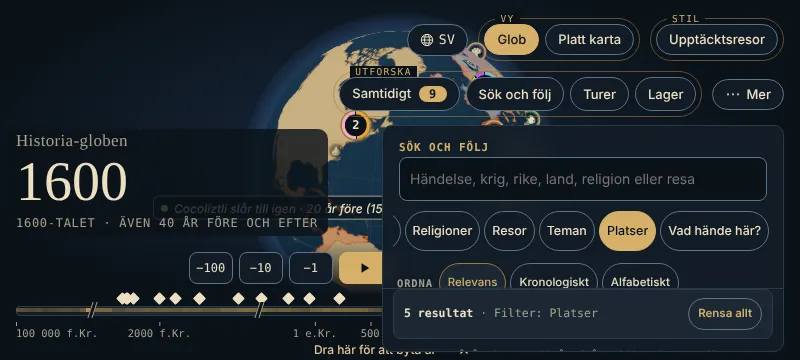 VY
STIL
SV
Glob
Platt karta
Upptäcktsresor
UTFORSKA
Samtidigt 9
Sök och följ
Turer
Lager
··· Mer
2
Historia-globen
1600
1600-TALET · ÄVEN 40 ÅR FÖRE OCH EFTER
Cocoliztli slår till igen · 20 år före (15
−100
−10
−1
100 000 f.Kr.
2000 f.Kr.
1 e.Kr.
500
Dra här för att byta år
SÖK OCH FÖLJ
Händelse, krig, rike, land, religion eller resa
Religioner
Resor
Teman
Platser
Vad hände här?
ORDNA
Relevans
Kronologiskt
Alfabetiskt
5 resultat · Filter: Platser
Rensa allt